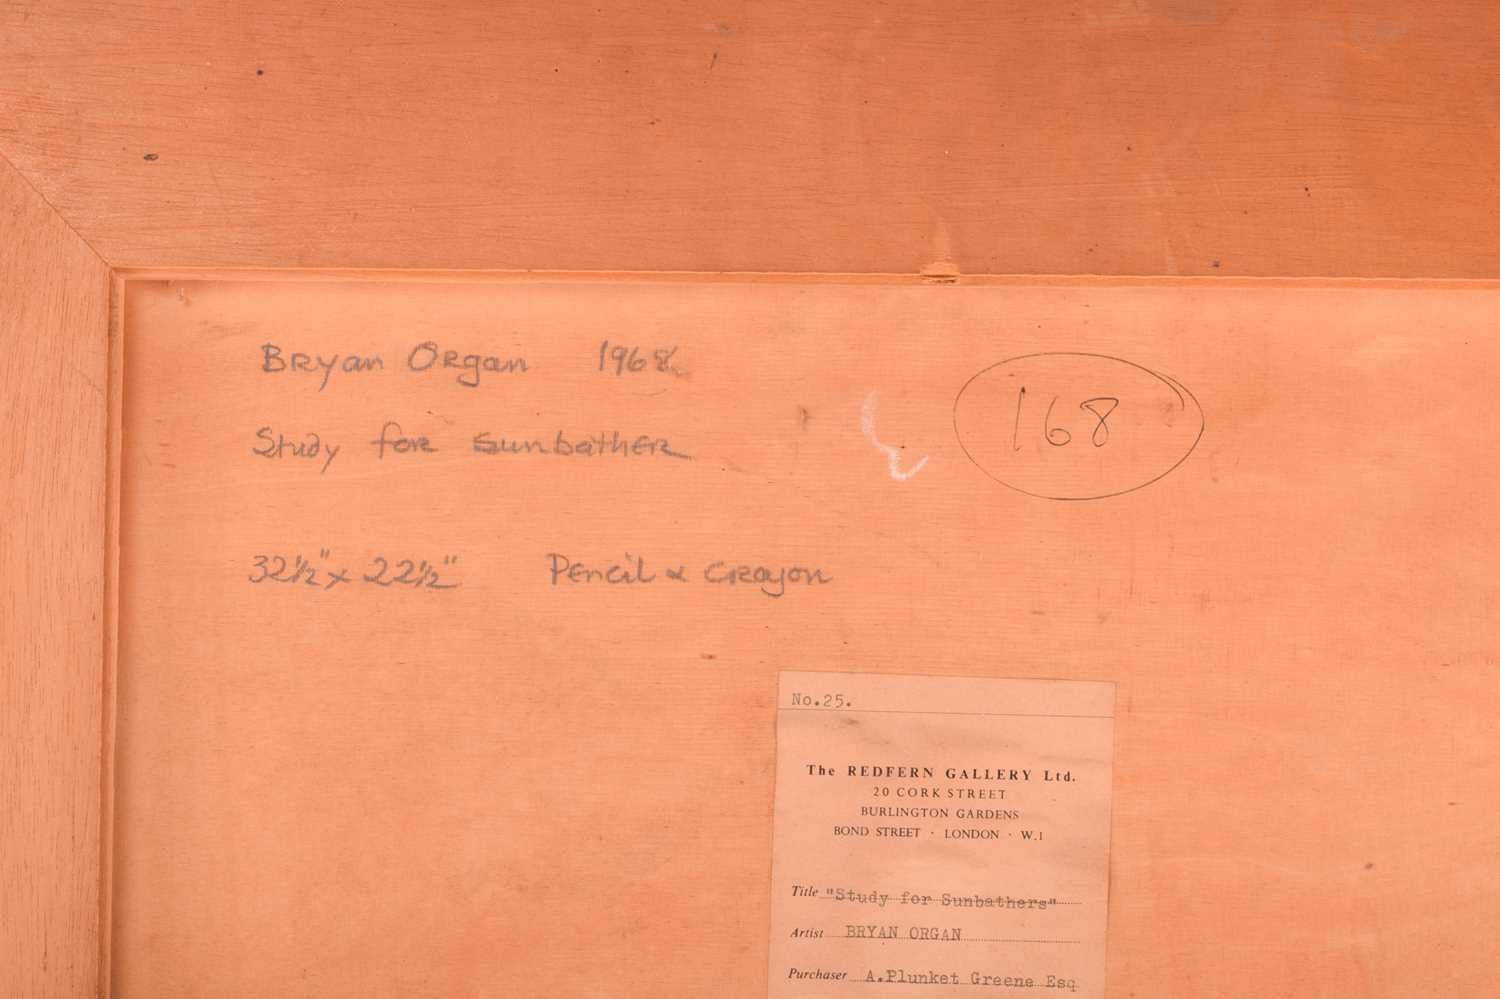 Bryan Organ 1968
Study for Sunbather
168
32½" x 22½" Pencil & Crayon
No.25.
The REDFERN GALLERY Ltd.
20 CORK STREET
BURLINGTON GARDENS
BOND STREET · LONDON · W.1
Title "Study for Sunbathers"
Artist BRYAN ORGAN
Purchaser A.Plunket Greene Esq